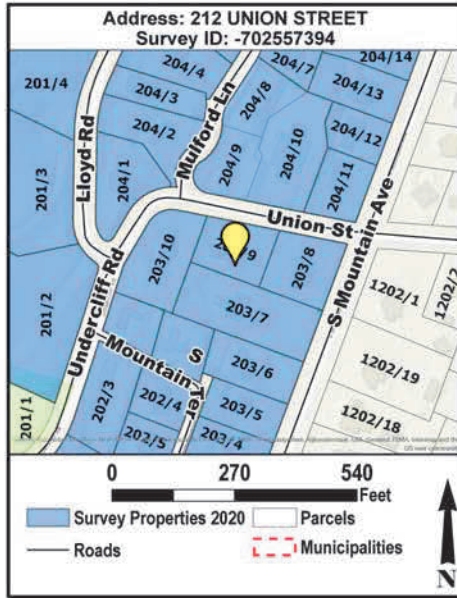 Address: 212 UNION STREET
Survey ID: -702557394
201/4
204/4
204/7
204/14
204/3
204/8
204/13
Lloyd Rd
Mulford Ln
204/2
204/10
204/12
201/3
204/1
204/9
204/11
Union St
S Mountain Ave
203/10
203/8
201/2
Undercliff Rd
203/7
1202/1
1202/2
S Mountain Ter
203/6
1202/19
201/1
202/3
202/4
203/5
202/5
203/4
1202/18
0 270 540
Feet
Survey Properties 2020
Parcels
Roads
Municipalities
N